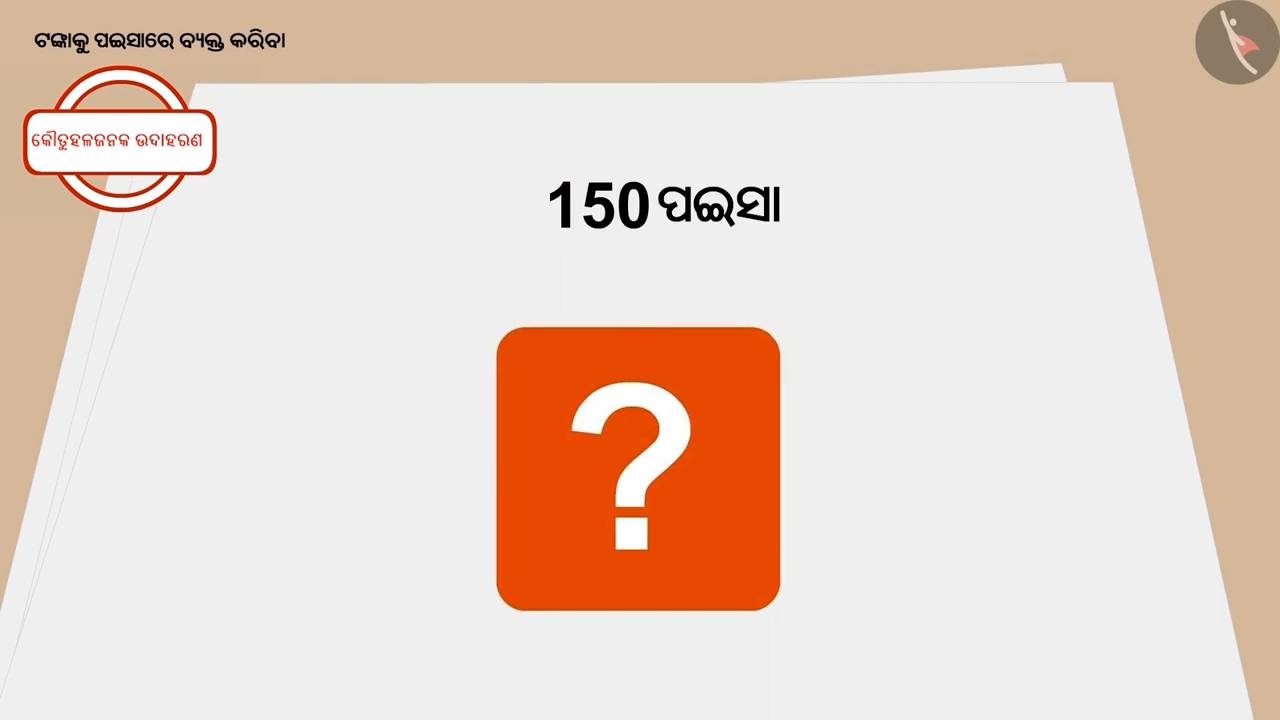 ଟଙ୍କାକୁ ପଇସାରେ ବ୍ୟକ୍ତ କରିବା
କୌତୁହଳଜନକ ଉଦାହରଣ
150 ପଇସା
?